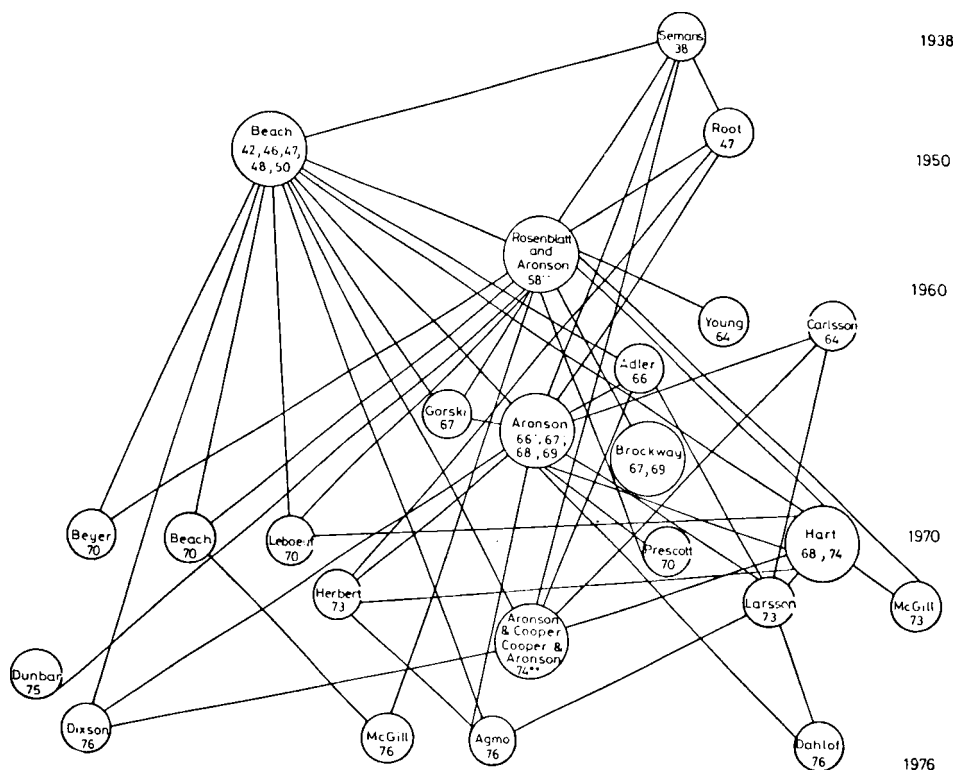 Semans
38
1938
Beach
42, 46, 47,
48, 50
Root
47
1950
Rosenblatt
and
Aronson
58**
1960
Young
64
Carlsson
64
Adler
66
Gorski
67
Aronson
66*, 67*,
68, 69
Brockway
67, 69
Beyer
70
Beach
70
Leboeuf
70
Prescott
70
Hart
68, 74
1970
Herbert
73
Aronson
& Cooper
Cooper &
Aronson
74**
Larsson
73
McGill
73
Dunbar
75
Dixson
76
McGill
76
Agmo
76
Dahlof
76
1976